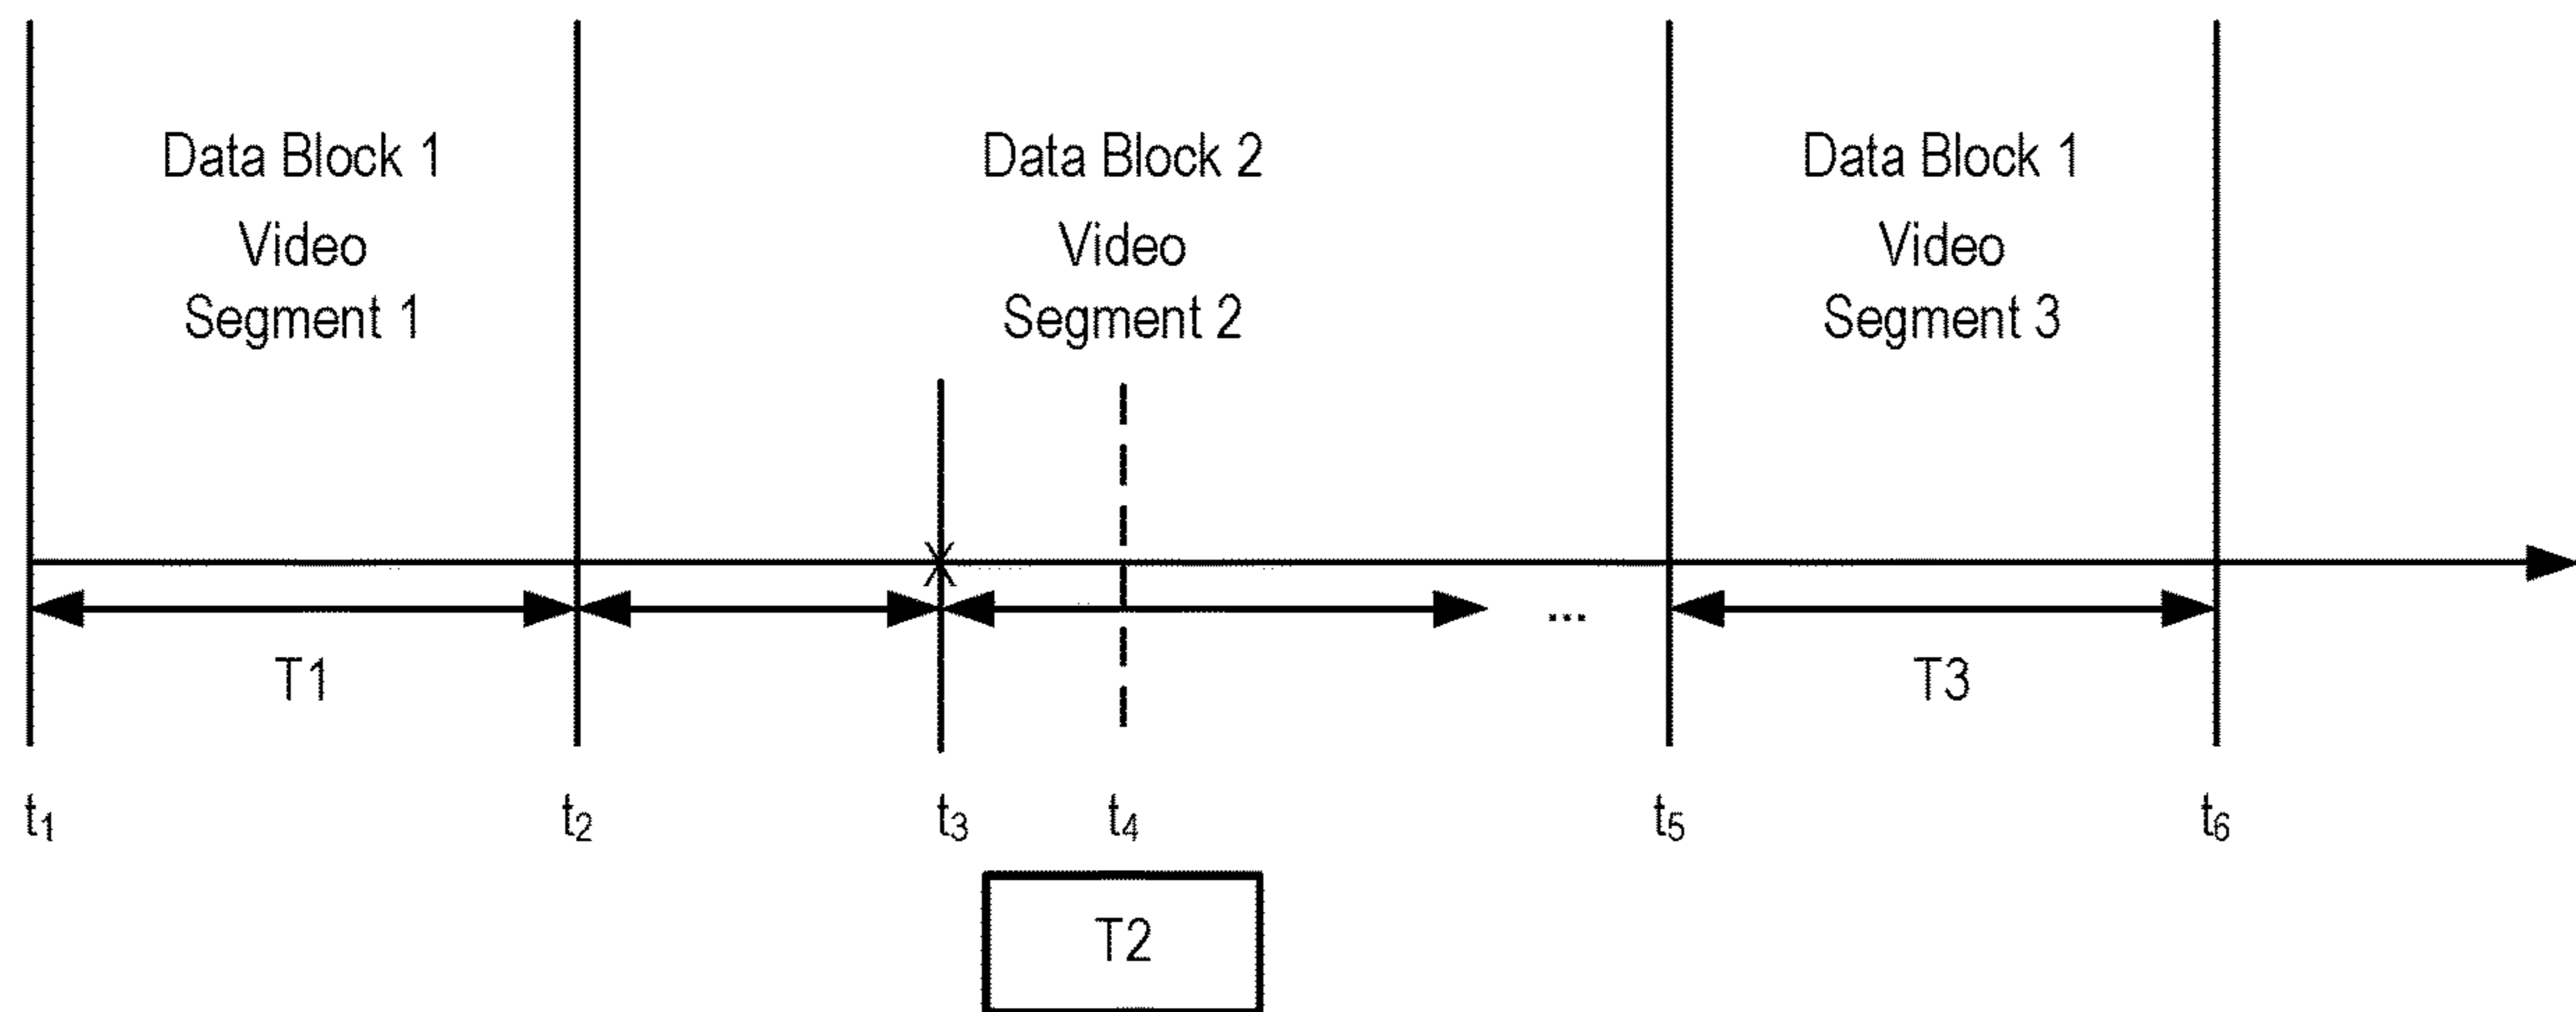 Data Block 1
Video
Segment 1
Data Block 2
Video
Segment 2
Data Block 1
Video
Segment 3
X
...
T1
T3
t₁
t₂
t₃
t₄
t₅
t₆
T2